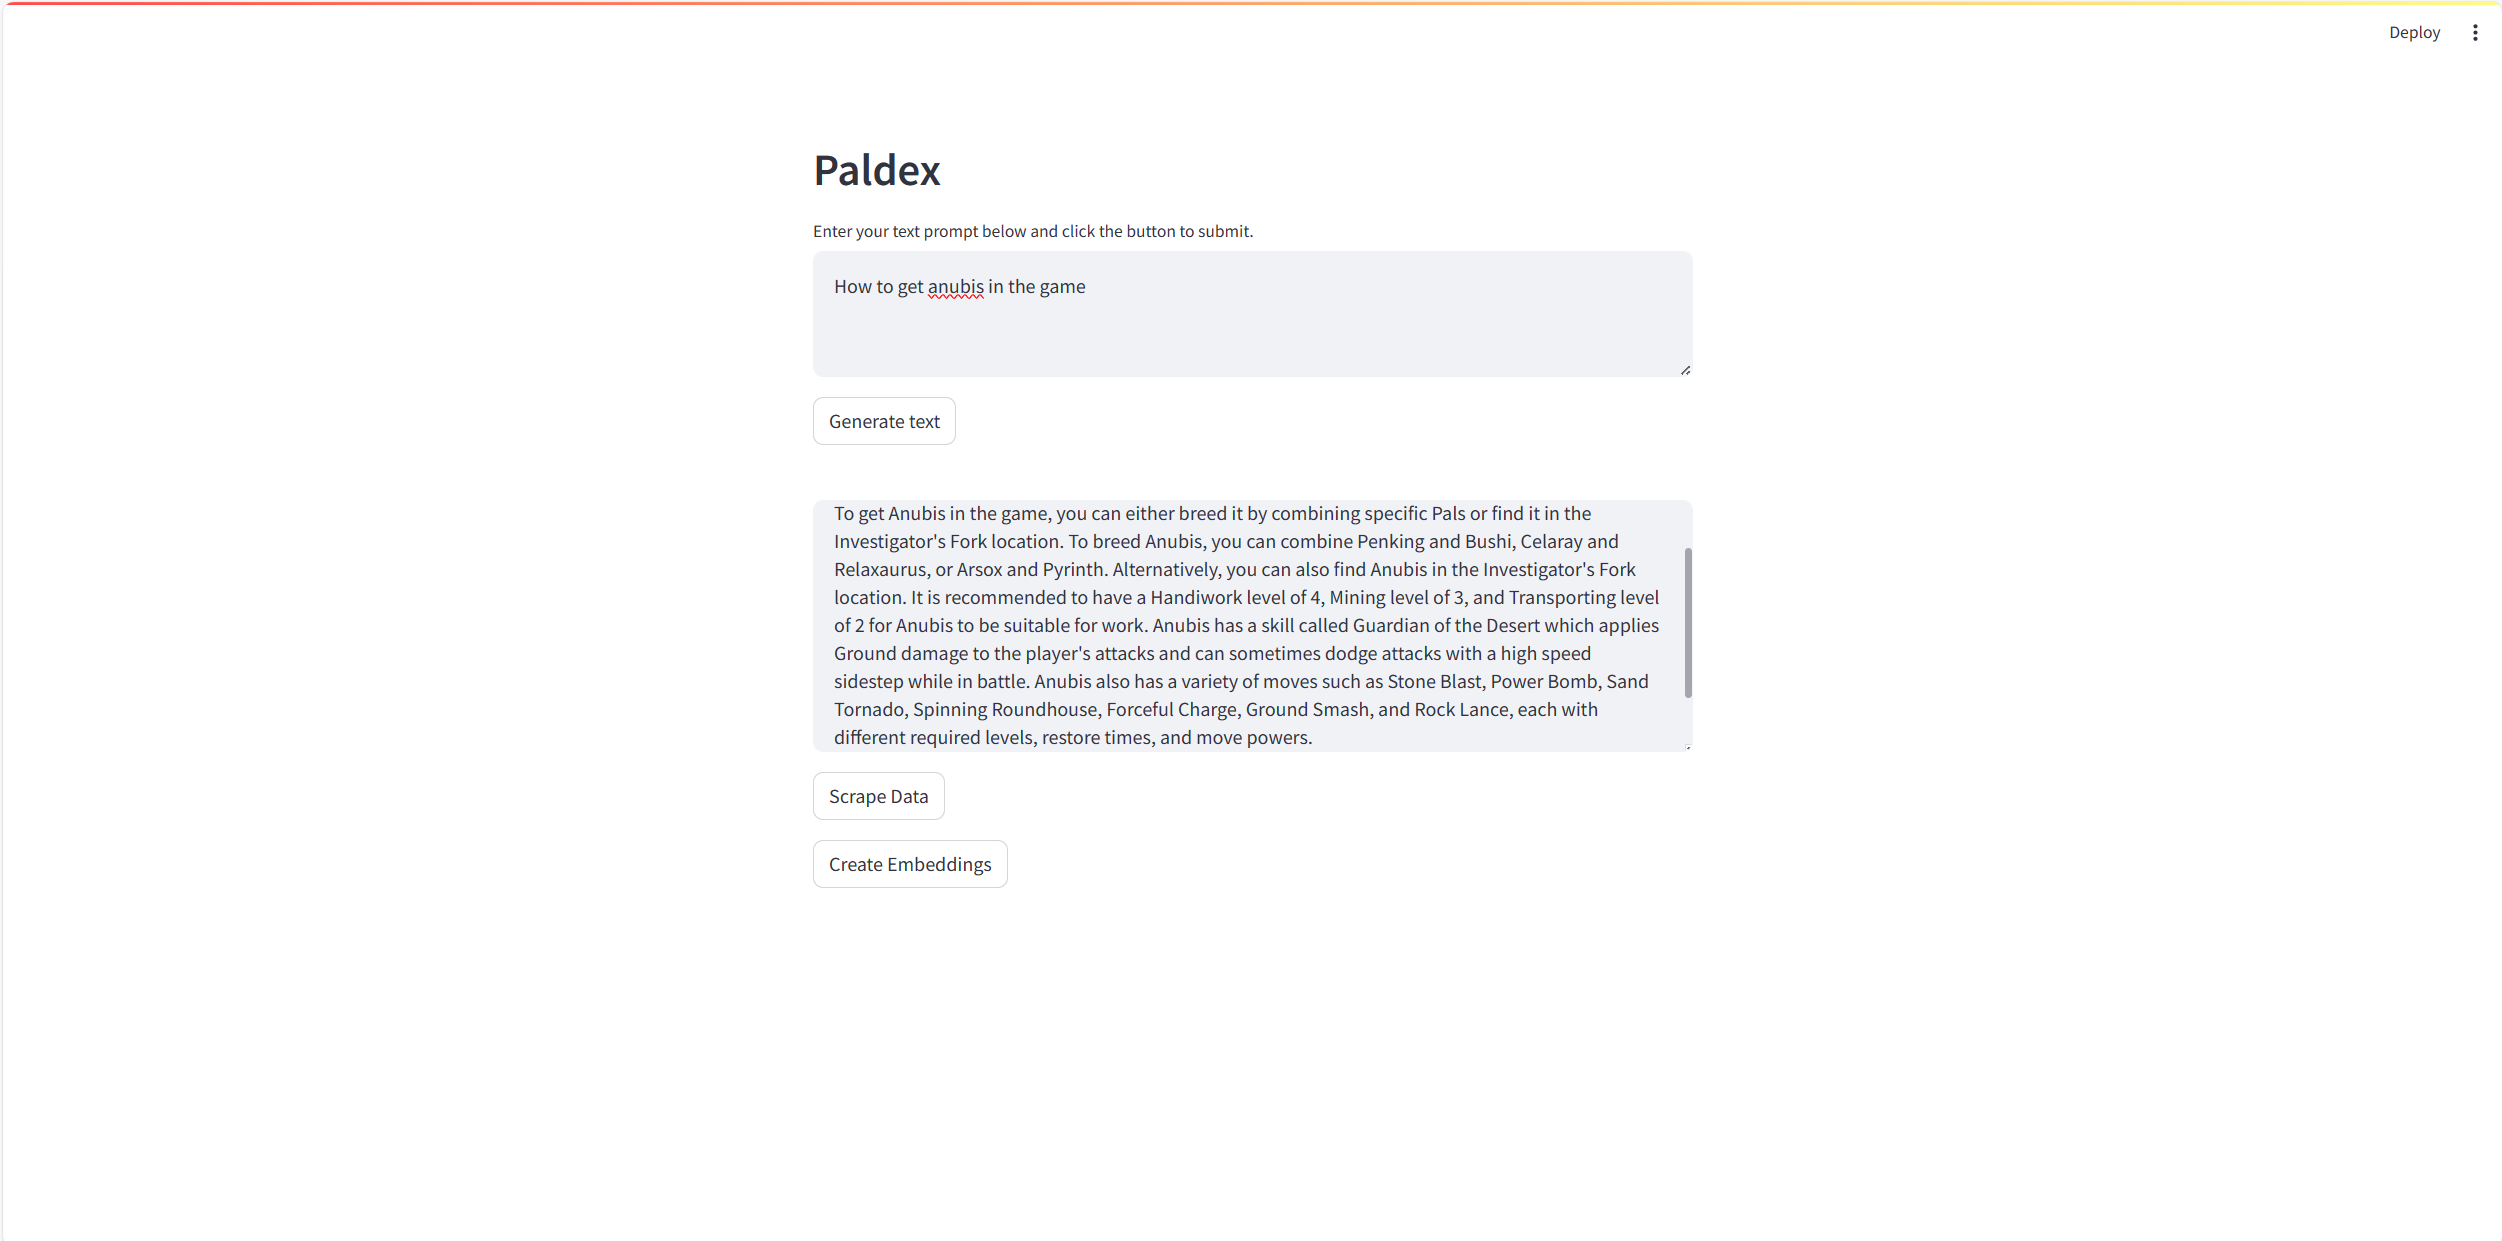 Deploy
Paldex
Enter your text prompt below and click the button to submit.
How to get anubis in the game
Generate text
To get Anubis in the game, you can either breed it by combining specific Pals or find it in the
Investigator's Fork location. To breed Anubis, you can combine Penking and Bushi, Celaray and
Relaxaurus, or Arsox and Pyrinth. Alternatively, you can also find Anubis in the Investigator's Fork
location. It is recommended to have a Handiwork level of 4, Mining level of 3, and Transporting level
of 2 for Anubis to be suitable for work. Anubis has a skill called Guardian of the Desert which applies
Ground damage to the player's attacks and can sometimes dodge attacks with a high speed
sidestep while in battle. Anubis also has a variety of moves such as Stone Blast, Power Bomb, Sand
Tornado, Spinning Roundhouse, Forceful Charge, Ground Smash, and Rock Lance, each with
different required levels, restore times, and move powers.
Scrape Data
Create Embeddings